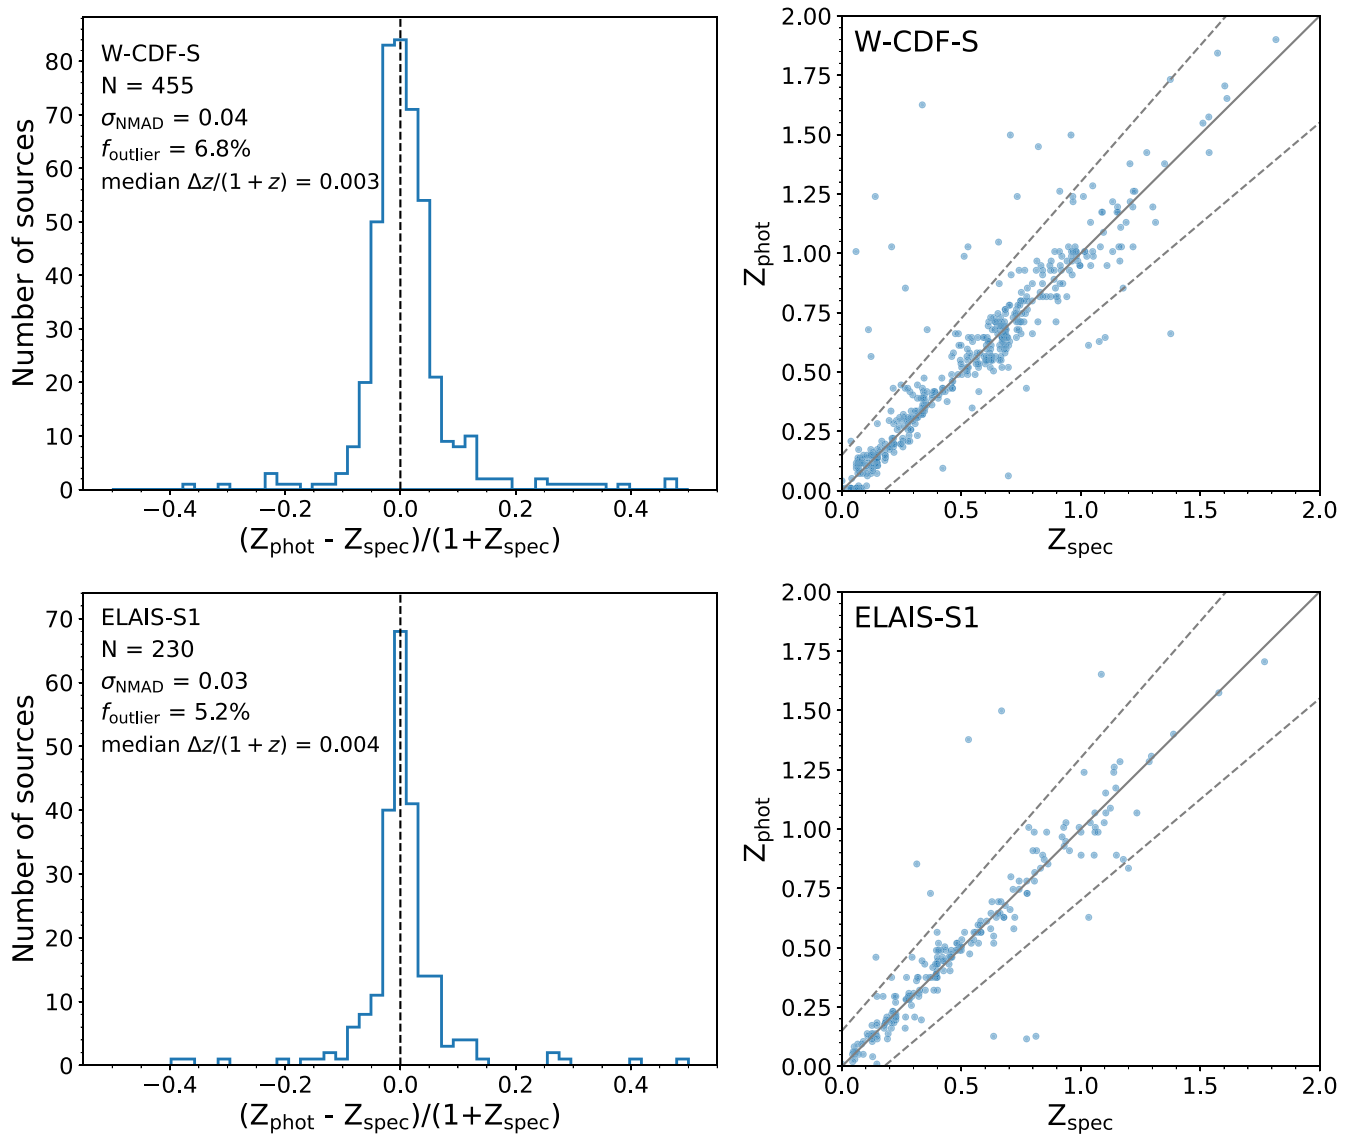 W-CDF-S
N = 455
σNMAD = 0.04
foutlier = 6.8%
median Δz/(1 + z) = 0.003
Number of sources
0
10
20
30
40
50
60
70
80
−0.4
−0.2
0.0
0.2
0.4
(Zphot - Zspec)/(1+Zspec)
W-CDF-S
Zphot
2.00
1.75
1.50
1.25
1.00
0.75
0.50
0.25
0.00
0.0
0.5
1.0
1.5
2.0
Zspec
ELAIS-S1
N = 230
σNMAD = 0.03
foutlier = 5.2%
median Δz/(1 + z) = 0.004
Number of sources
70
60
50
40
30
20
10
0
−0.4
−0.2
0.0
0.2
0.4
(Zphot - Zspec)/(1+Zspec)
ELAIS-S1
Zphot
2.00
1.75
1.50
1.25
1.00
0.75
0.50
0.25
0.00
0.0
0.5
1.0
1.5
2.0
Zspec